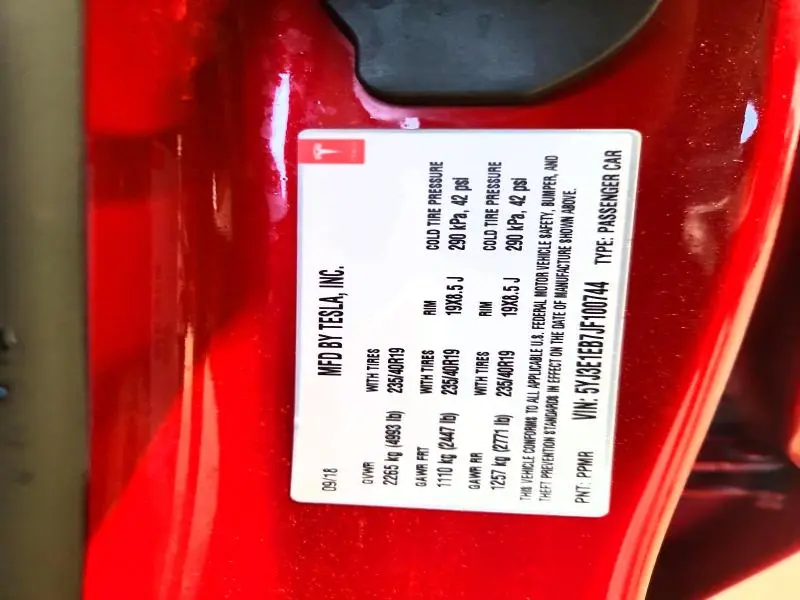 MFD BY TESLA, INC.
09/18
GVWR WITH TIRES
2265 kg (4993 lb) 235/40R19
GAWR FRT WITH TIRES RIM COLD TIRE PRESSURE
1110 kg (2447 lb) 235/40R19 19X8.5 J 290 kPa, 42 psi
GAWR RR WITH TIRES RIM COLD TIRE PRESSURE
1257 kg (2771 lb) 235/40R19 19X8.5 J 290 kPa, 42 psi
THIS VEHICLE CONFORMS TO ALL APPLICABLE U.S. FEDERAL MOTOR VEHICLE SAFETY, BUMPER, AND
THEFT PREVENTION STANDARDS IN EFFECT ON THE DATE OF MANUFACTURE SHOWN ABOVE.
PNT: PPMR VIN: 5YJ3E1EB7JF100744 TYPE: PASSENGER CAR